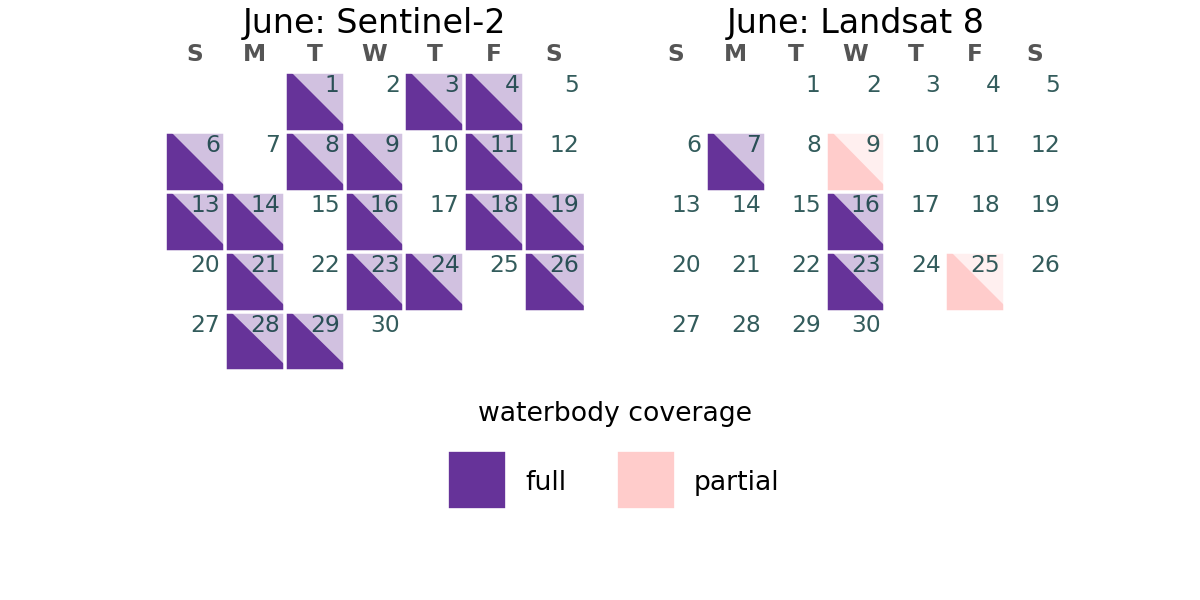 June: Sentinel-2
S M T W T F S
1 2 3 4 5
6 7 8 9 10 11 12
13 14 15 16 17 18 19
20 21 22 23 24 25 26
27 28 29 30
June: Landsat 8
S M T W T F S
1 2 3 4 5
6 7 8 9 10 11 12
13 14 15 16 17 18 19
20 21 22 23 24 25 26
27 28 29 30
waterbody coverage
full partial